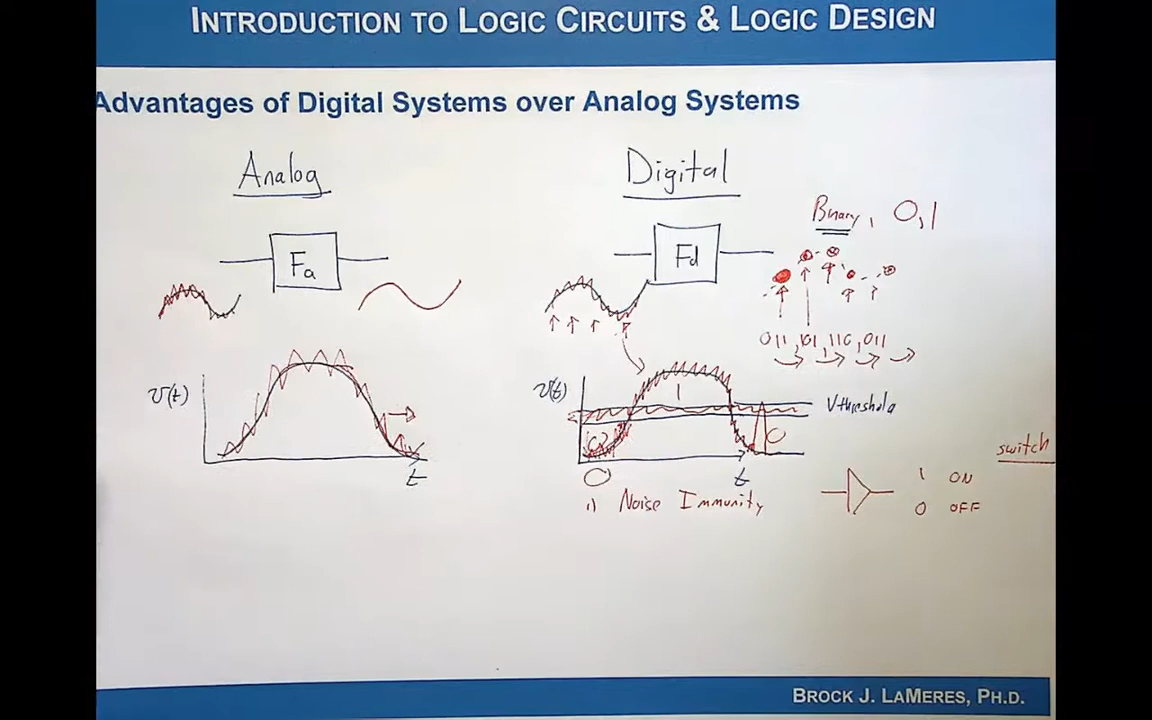 INTRODUCTION TO LOGIC CIRCUITS & LOGIC DESIGN
Advantages of Digital Systems over Analog Systems
Analog
Digital
Binary, 0,1
Fa
Fd
011, 101, 110, 011
v(t)
t
v(t)
1
Vthreshold
0
0
t
1) Noise Immunity
switch
1 ON
0 OFF
BROCK J. LAMERES, PH.D.